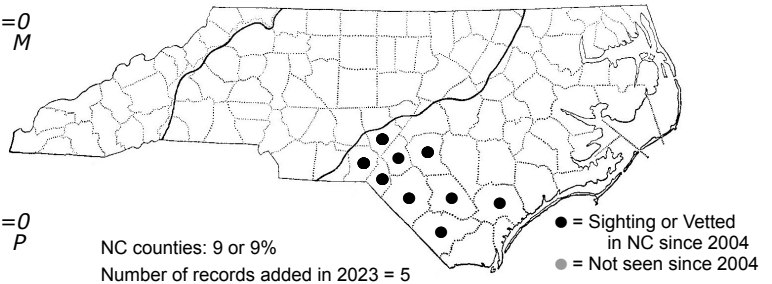 =0
M
=0
P
NC counties: 9 or 9%
Number of records added in 2023 = 5
= Sighting or Vetted
in NC since 2004
= Not seen since 2004